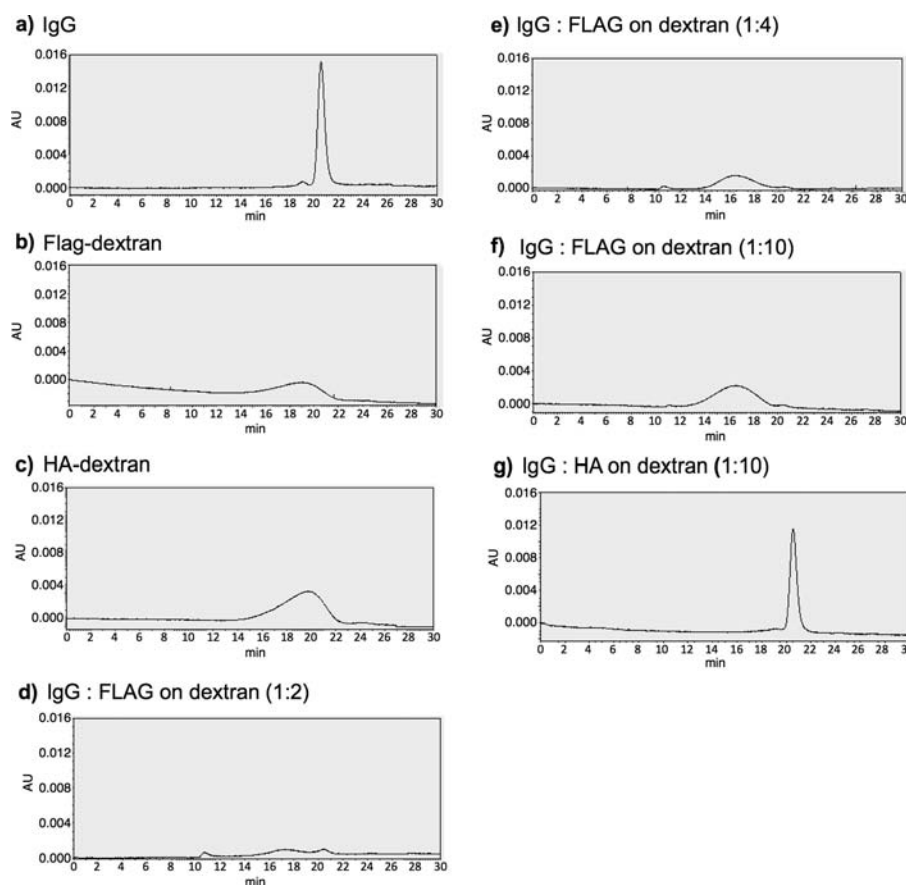 a) IgG
0.016
0.012
0.008
0.004
0.000
AU
0 2 4 6 8 10 12 14 16 18 20 22 24 26 28 30
min
b) Flag-dextran
0.016
0.012
0.008
0.004
0.000
AU
0 2 4 6 8 10 12 14 16 18 20 22 24 26 28 30
min
c) HA-dextran
0.016
0.012
0.008
0.004
0.000
AU
0 2 4 6 8 10 12 14 16 18 20 22 24 26 28 30
min
d) IgG : FLAG on dextran (1:2)
0.016
0.012
0.008
0.004
0.000
AU
0 2 4 6 8 10 12 14 16 18 20 22 24 26 28 30
min
e) IgG : FLAG on dextran (1:4)
0.016
0.012
0.008
0.004
0.000
AU
0 2 4 6 8 10 12 14 16 18 20 22 24 26 28 30
min
f) IgG : FLAG on dextran (1:10)
0.016
0.012
0.008
0.004
0.000
AU
0 2 4 6 8 10 12 14 16 18 20 22 24 26 28 30
min
g) IgG : HA on dextran (1:10)
0.016
0.012
0.008
0.004
0.000
AU
0 2 4 6 8 10 12 14 16 18 20 22 24 26 28 30
min